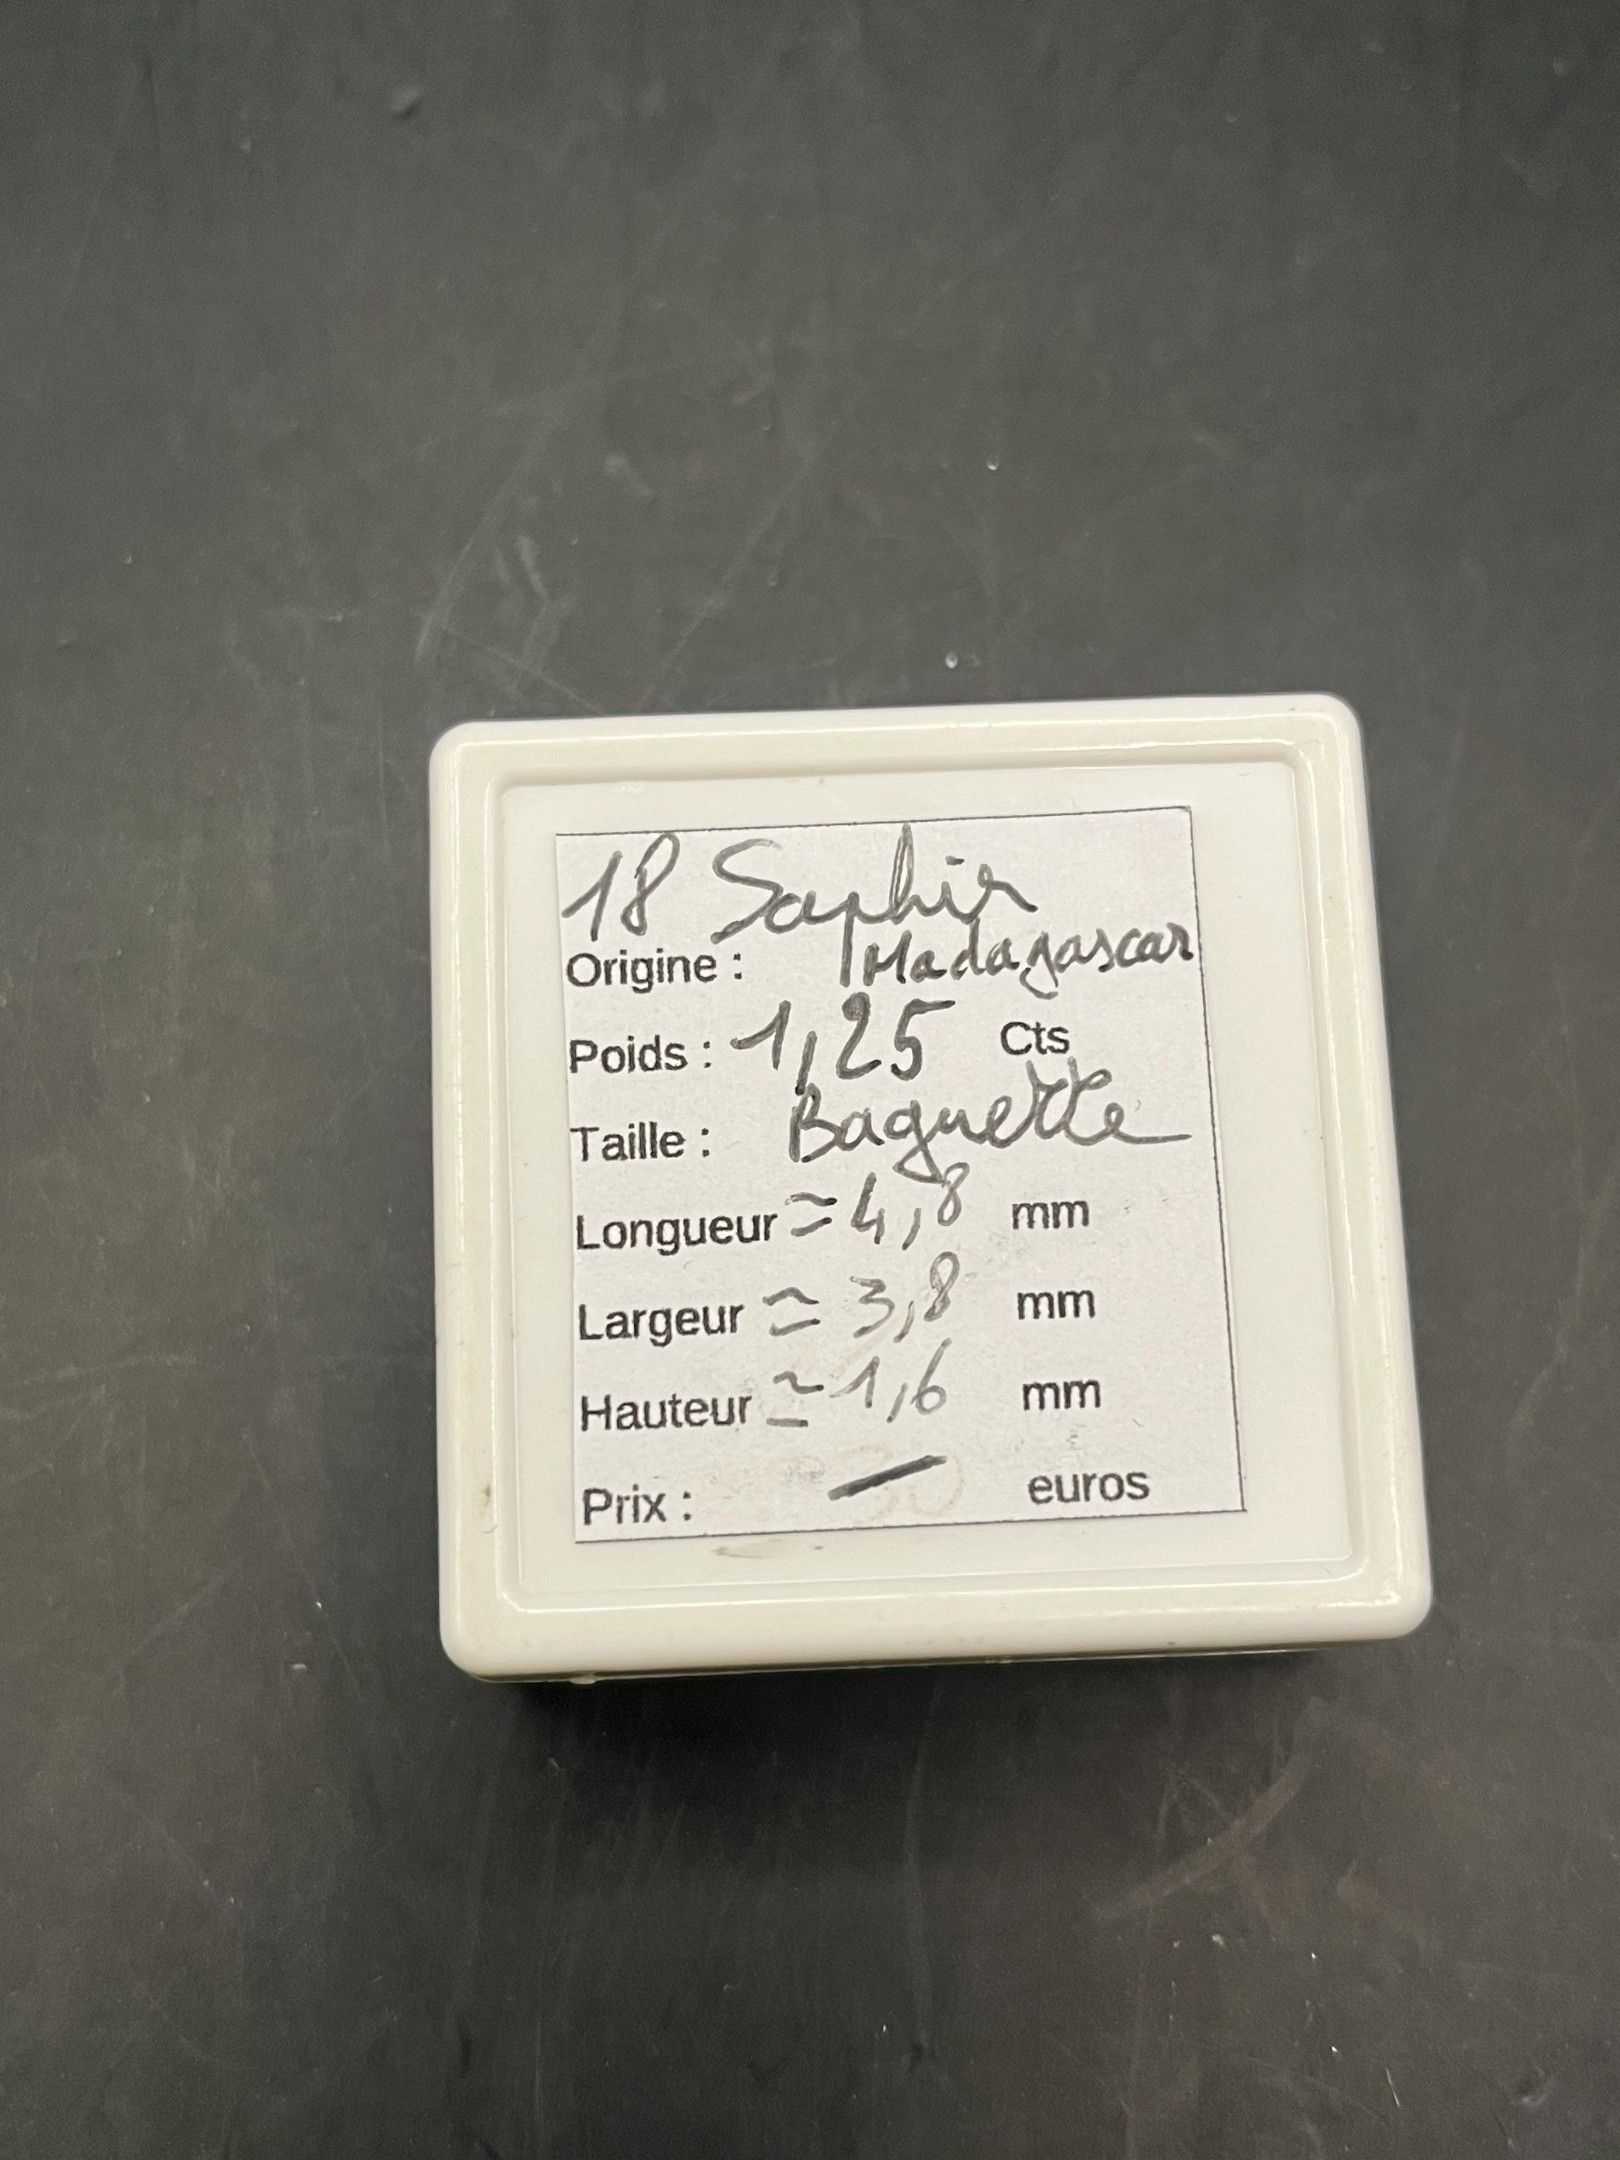 18 Saphir
Origine : Madagascar
Poids : 1,25 Cts
Taille : Baguette
Longueur ≃ 4,8 mm
Largeur ≃ 3,8 mm
Hauteur ≃ 1,6 mm
Prix : — euros